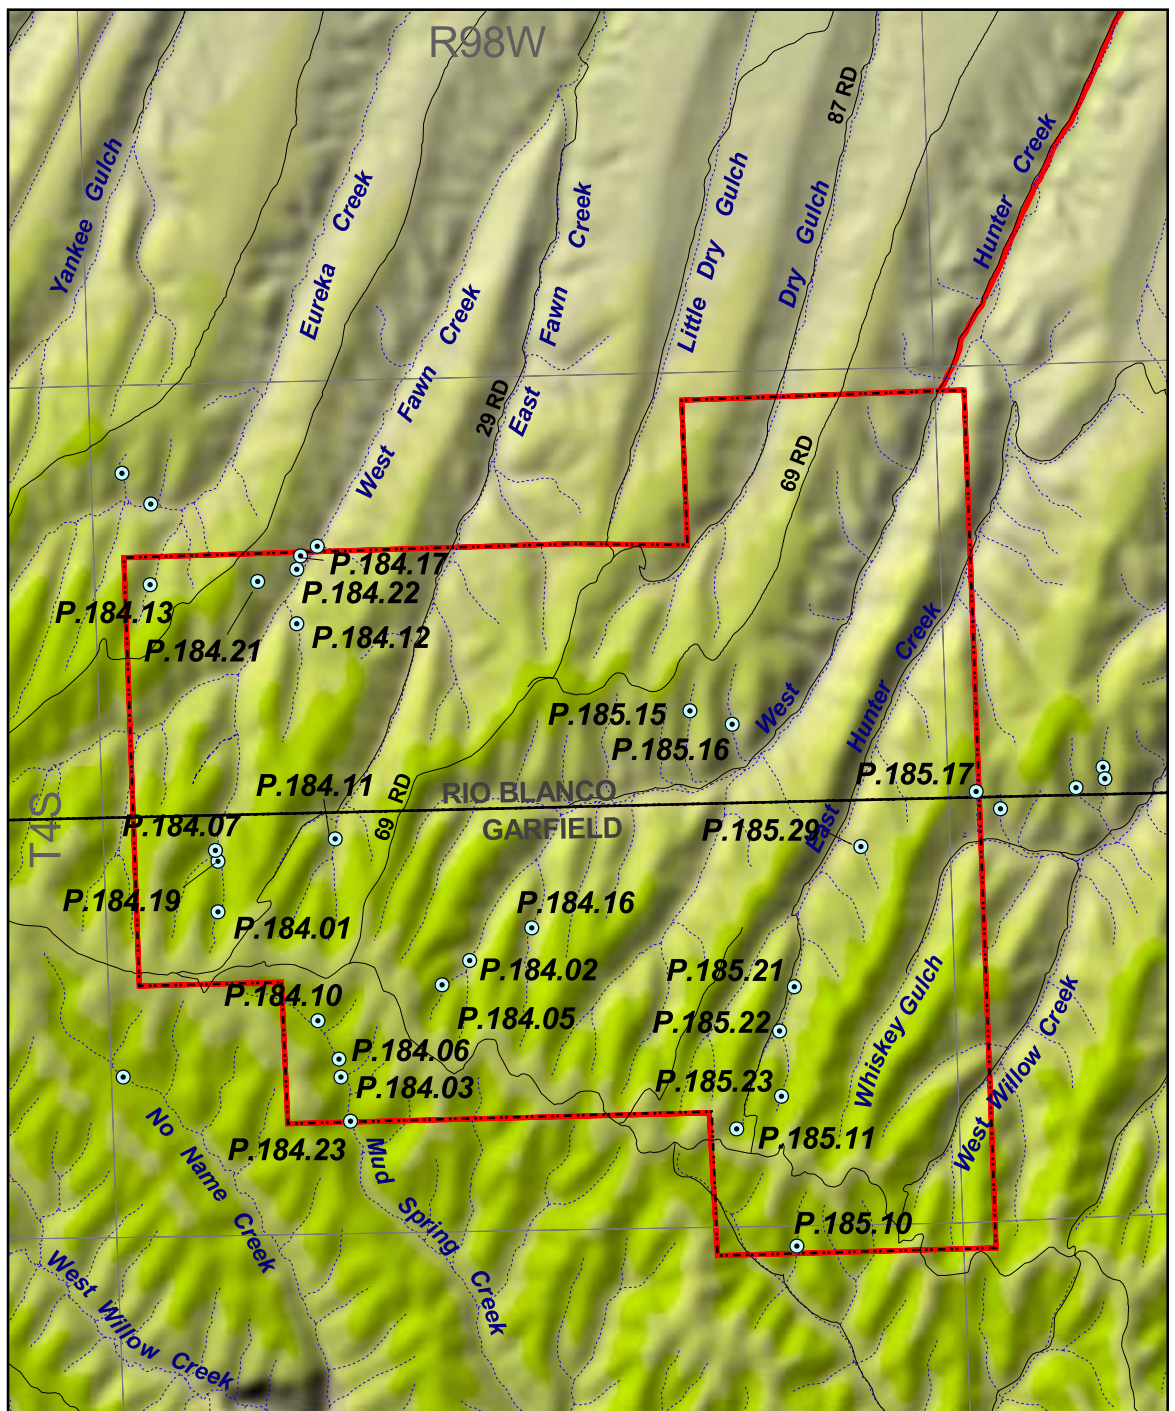 R98W
87 RD
Yankee Gulch
Eureka Creek
West Fawn Creek
East Fawn Creek
Little Dry Gulch
Dry Gulch
Hunter Creek
29 RD
69 RD
P.184.17
P.184.22
P.184.13
P.184.12
P.184.21
West
East Hunter Creek
P.185.15
P.185.16
P.185.17
P.184.11
RIO BLANCO
69 RD
GARFIELD
T4S
P.184.07
P.185.29
P.184.19
P.184.16
P.184.01
P.184.02
P.185.21
P.184.10
P.184.05
P.185.22
Whiskey Gulch
West Willow Creek
P.184.06
P.184.03
P.185.23
P.184.23
P.185.11
No Name Creek
Mud Spring Creek
P.185.10
West Willow Creek